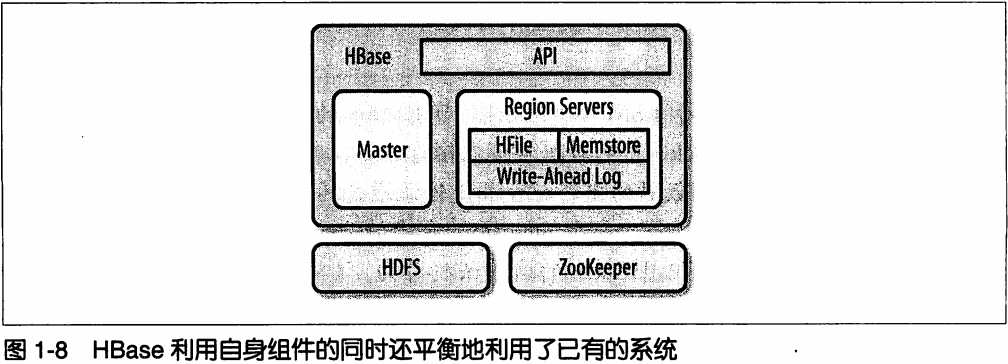 HBase
API
Region Servers
Master
HFile
Memstore
Write-Ahead Log
HDFS
ZooKeeper
图 1-8 HBase 利用自身组件的同时还平衡地利用了已有的系统